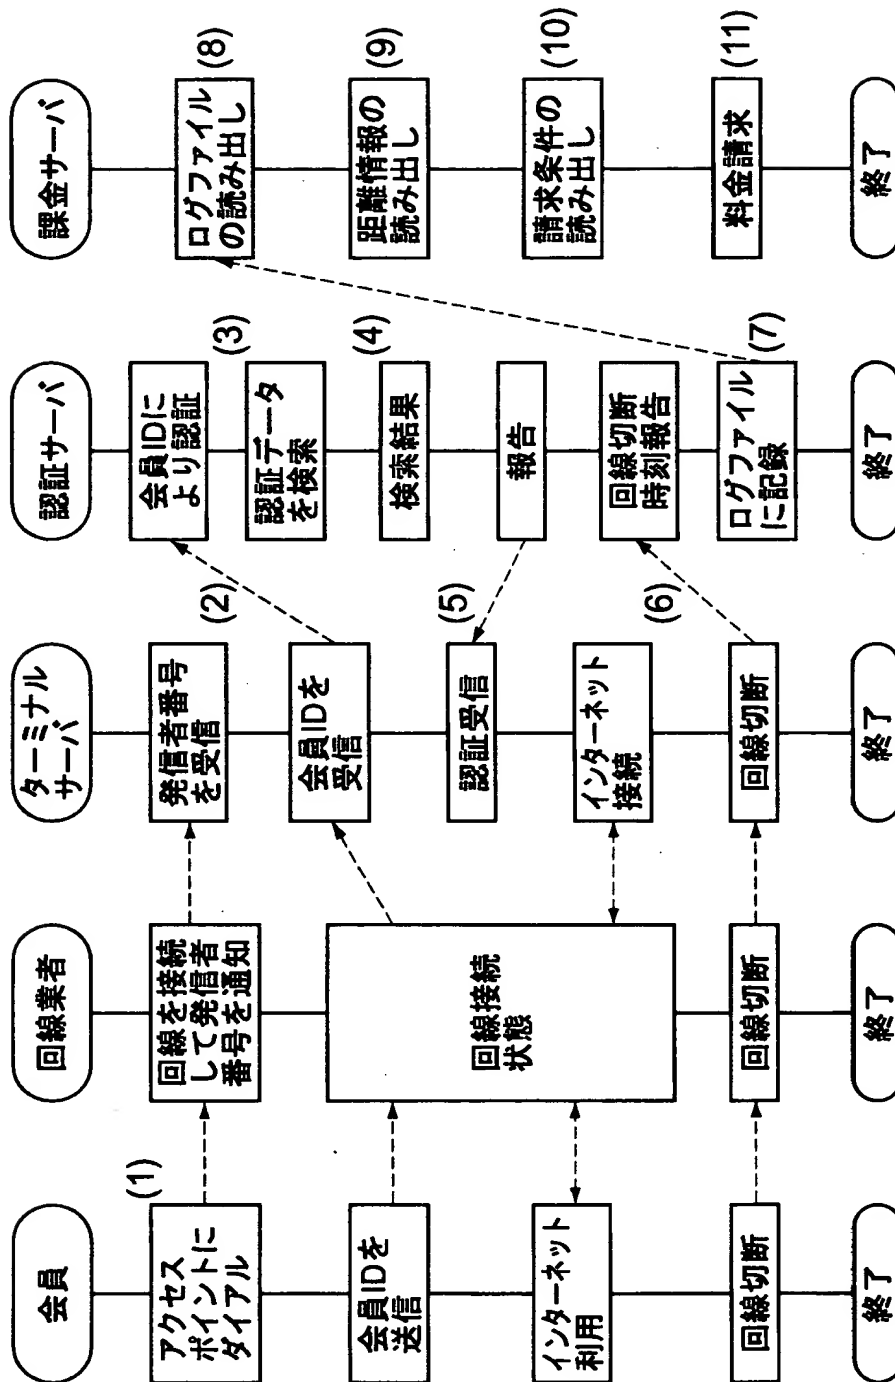 会員
アクセス
ポイントに
ダイアル
(1)
会員IDを
送信
インターネット
利用
回線切断
終了
回線業者
回線を接続
して発信者
番号を通知
回線接続
状態
回線切断
終了
ターミナル
サーバ
発信者番号
を受信
(2)
会員IDを
受信
認証受信
(5)
インターネット
接続
回線切断
(6)
終了
認証サーバ
会員IDに
より認証
(3)
認証データ
を検索
(4)
検索結果
報告
回線切断
時刻報告
ログファイル
に記録
(7)
終了
課金サーバ
ログファイル
の読み出し
(8)
距離情報の
読み出し
(9)
請求条件の
読み出し
(10)
料金請求
(11)
終了